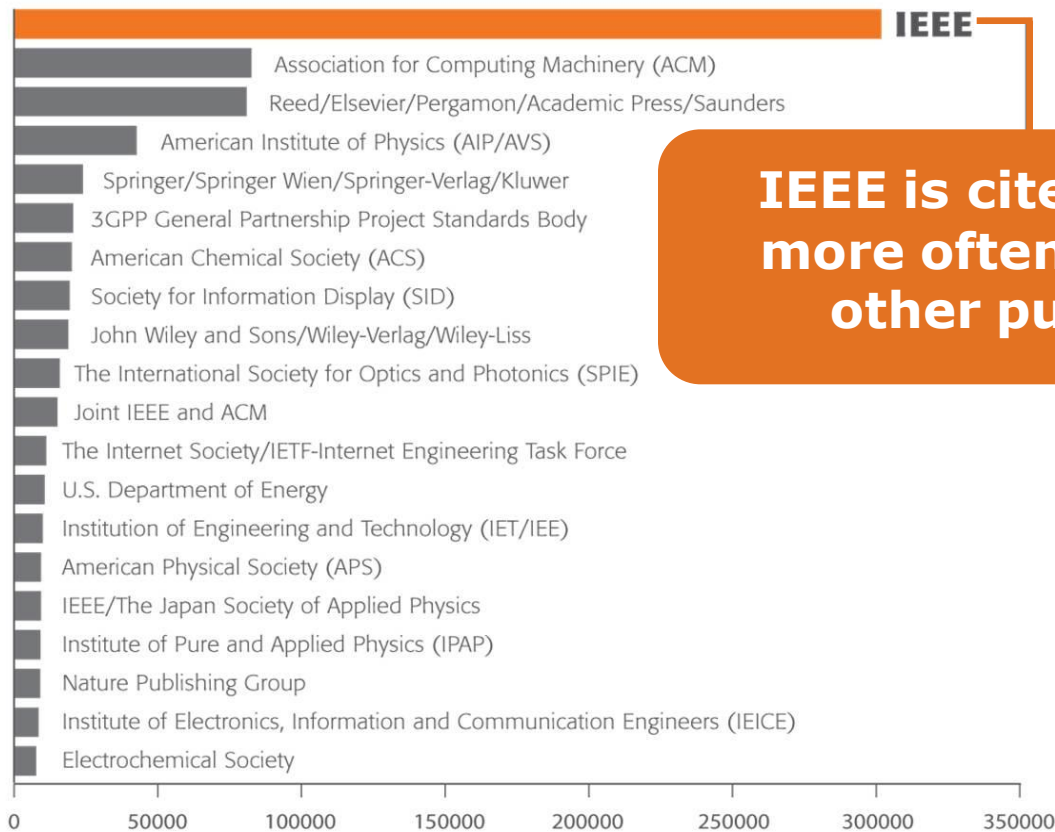 IEEE
Association for Computing Machinery (ACM)
Reed/Elsevier/Pergamon/Academic Press/Saunders
American Institute of Physics (AIP/AVS)
Springer/Springer Wien/Springer-Verlag/Kluwer
3GPP General Partnership Project Standards Body
American Chemical Society (ACS)
Society for Information Display (SID)
John Wiley and Sons/Wiley-Verlag/Wiley-Liss
The International Society for Optics and Photonics (SPIE)
Joint IEEE and ACM
The Internet Society/IETF-Internet Engineering Task Force
U.S. Department of Energy
Institution of Engineering and Technology (IET/IEE)
American Physical Society (APS)
IEEE/The Japan Society of Applied Physics
Institute of Pure and Applied Physics (IPAP)
Nature Publishing Group
Institute of Electronics, Information and Communication Engineers (IEICE)
Electrochemical Society
IEEE is
more often
other
0 50000 100000 150000 200000 250000 300000 350000